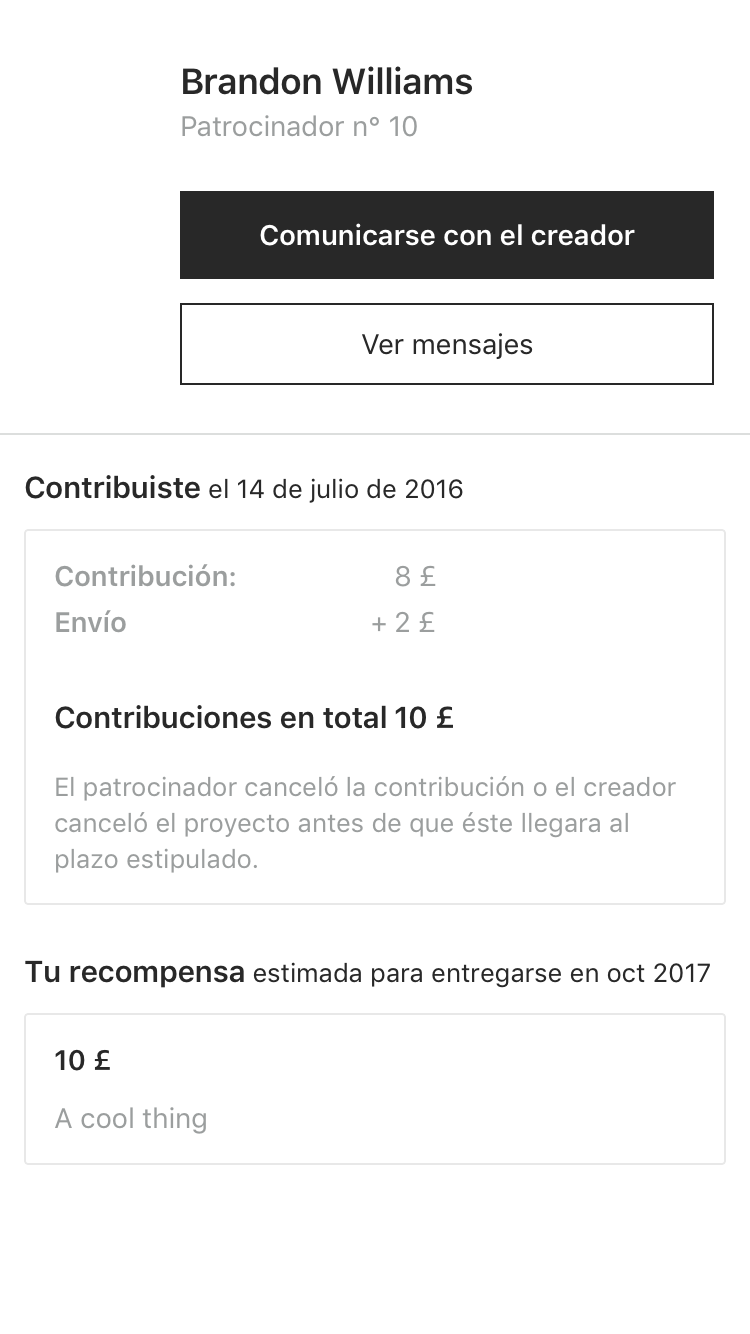 Brandon Williams
Patrocinador n° 10
Comunicarse con el creador
Ver mensajes
Contribuiste el 14 de julio de 2016
Contribución: 8 £
Envío + 2 £
Contribuciones en total 10 £
El patrocinador canceló la contribución o el creador
canceló el proyecto antes de que éste llegara al
plazo estipulado.
Tu recompensa estimada para entregarse en oct 2017
10 £
A cool thing